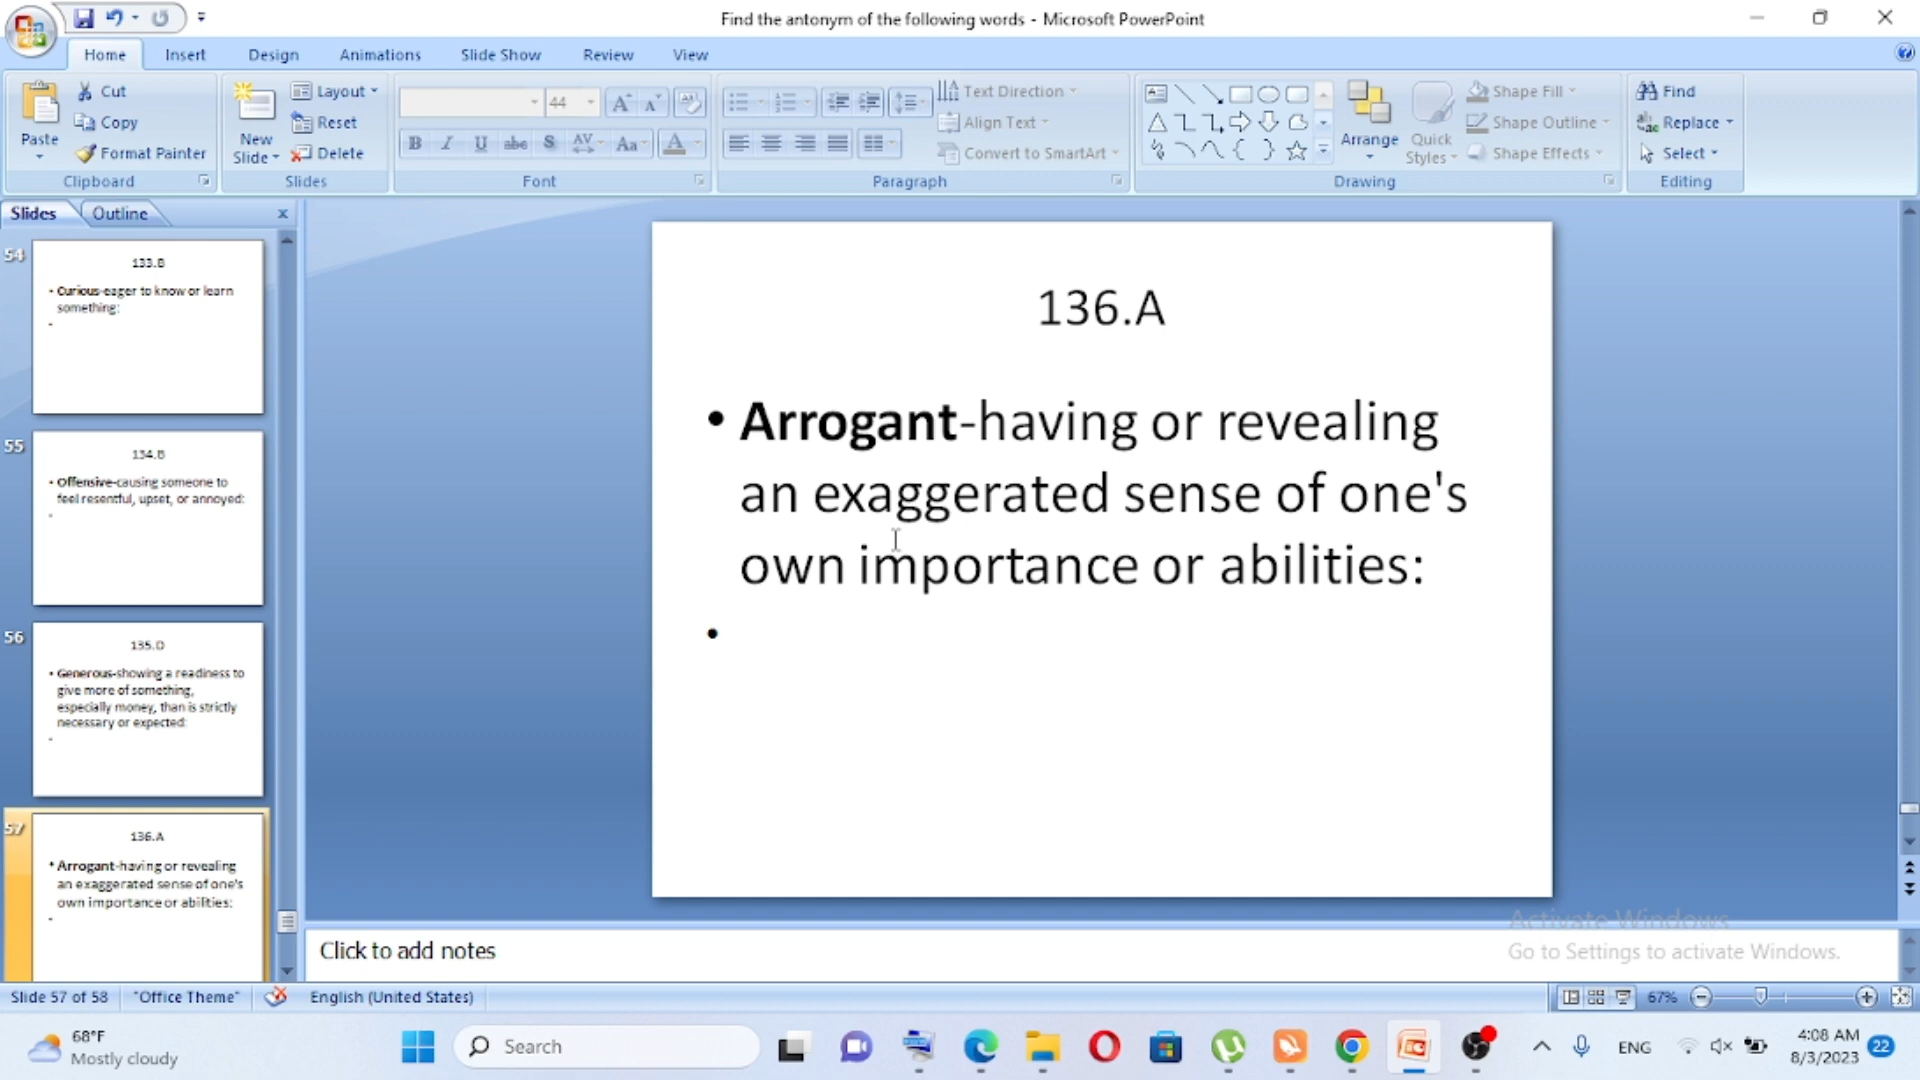 Find the antonym of the following words - Microsoft PowerPoint
Home Insert Design Animations Slide Show Review View
Paste
Cut
Copy
Format Painter
Clipboard
New Slide
Layout
Reset
Delete
Slides
44
B I U abc S AV Aa A
Font
Text Direction
Align Text
Convert to SmartArt
Paragraph
Arrange
Quick Styles
Shape Fill
Shape Outline
Shape Effects
Drawing
Find
Replace
Select
Editing
Slides Outline
54
133.B
• Curious-eager to know or learn
something:
55
134.B
• Offensive-causing someone to
feel resentful, upset, or annoyed:
56
135.D
• Generous-showing a readiness to
give more of something,
especially money, than is strictly
necessary or expected:
57
136.A
• Arrogant-having or revealing
an exaggerated sense of one's
own importance or abilities:
136.A
• Arrogant-having or revealing
an exaggerated sense of one's
own importance or abilities:
•
Click to add notes
Activate Windows
Go to Settings to activate Windows.
Slide 57 of 58 "Office Theme" English (United States) 67%
68°F
Mostly cloudy
Search
ENG
4:08 AM
8/3/2023
22